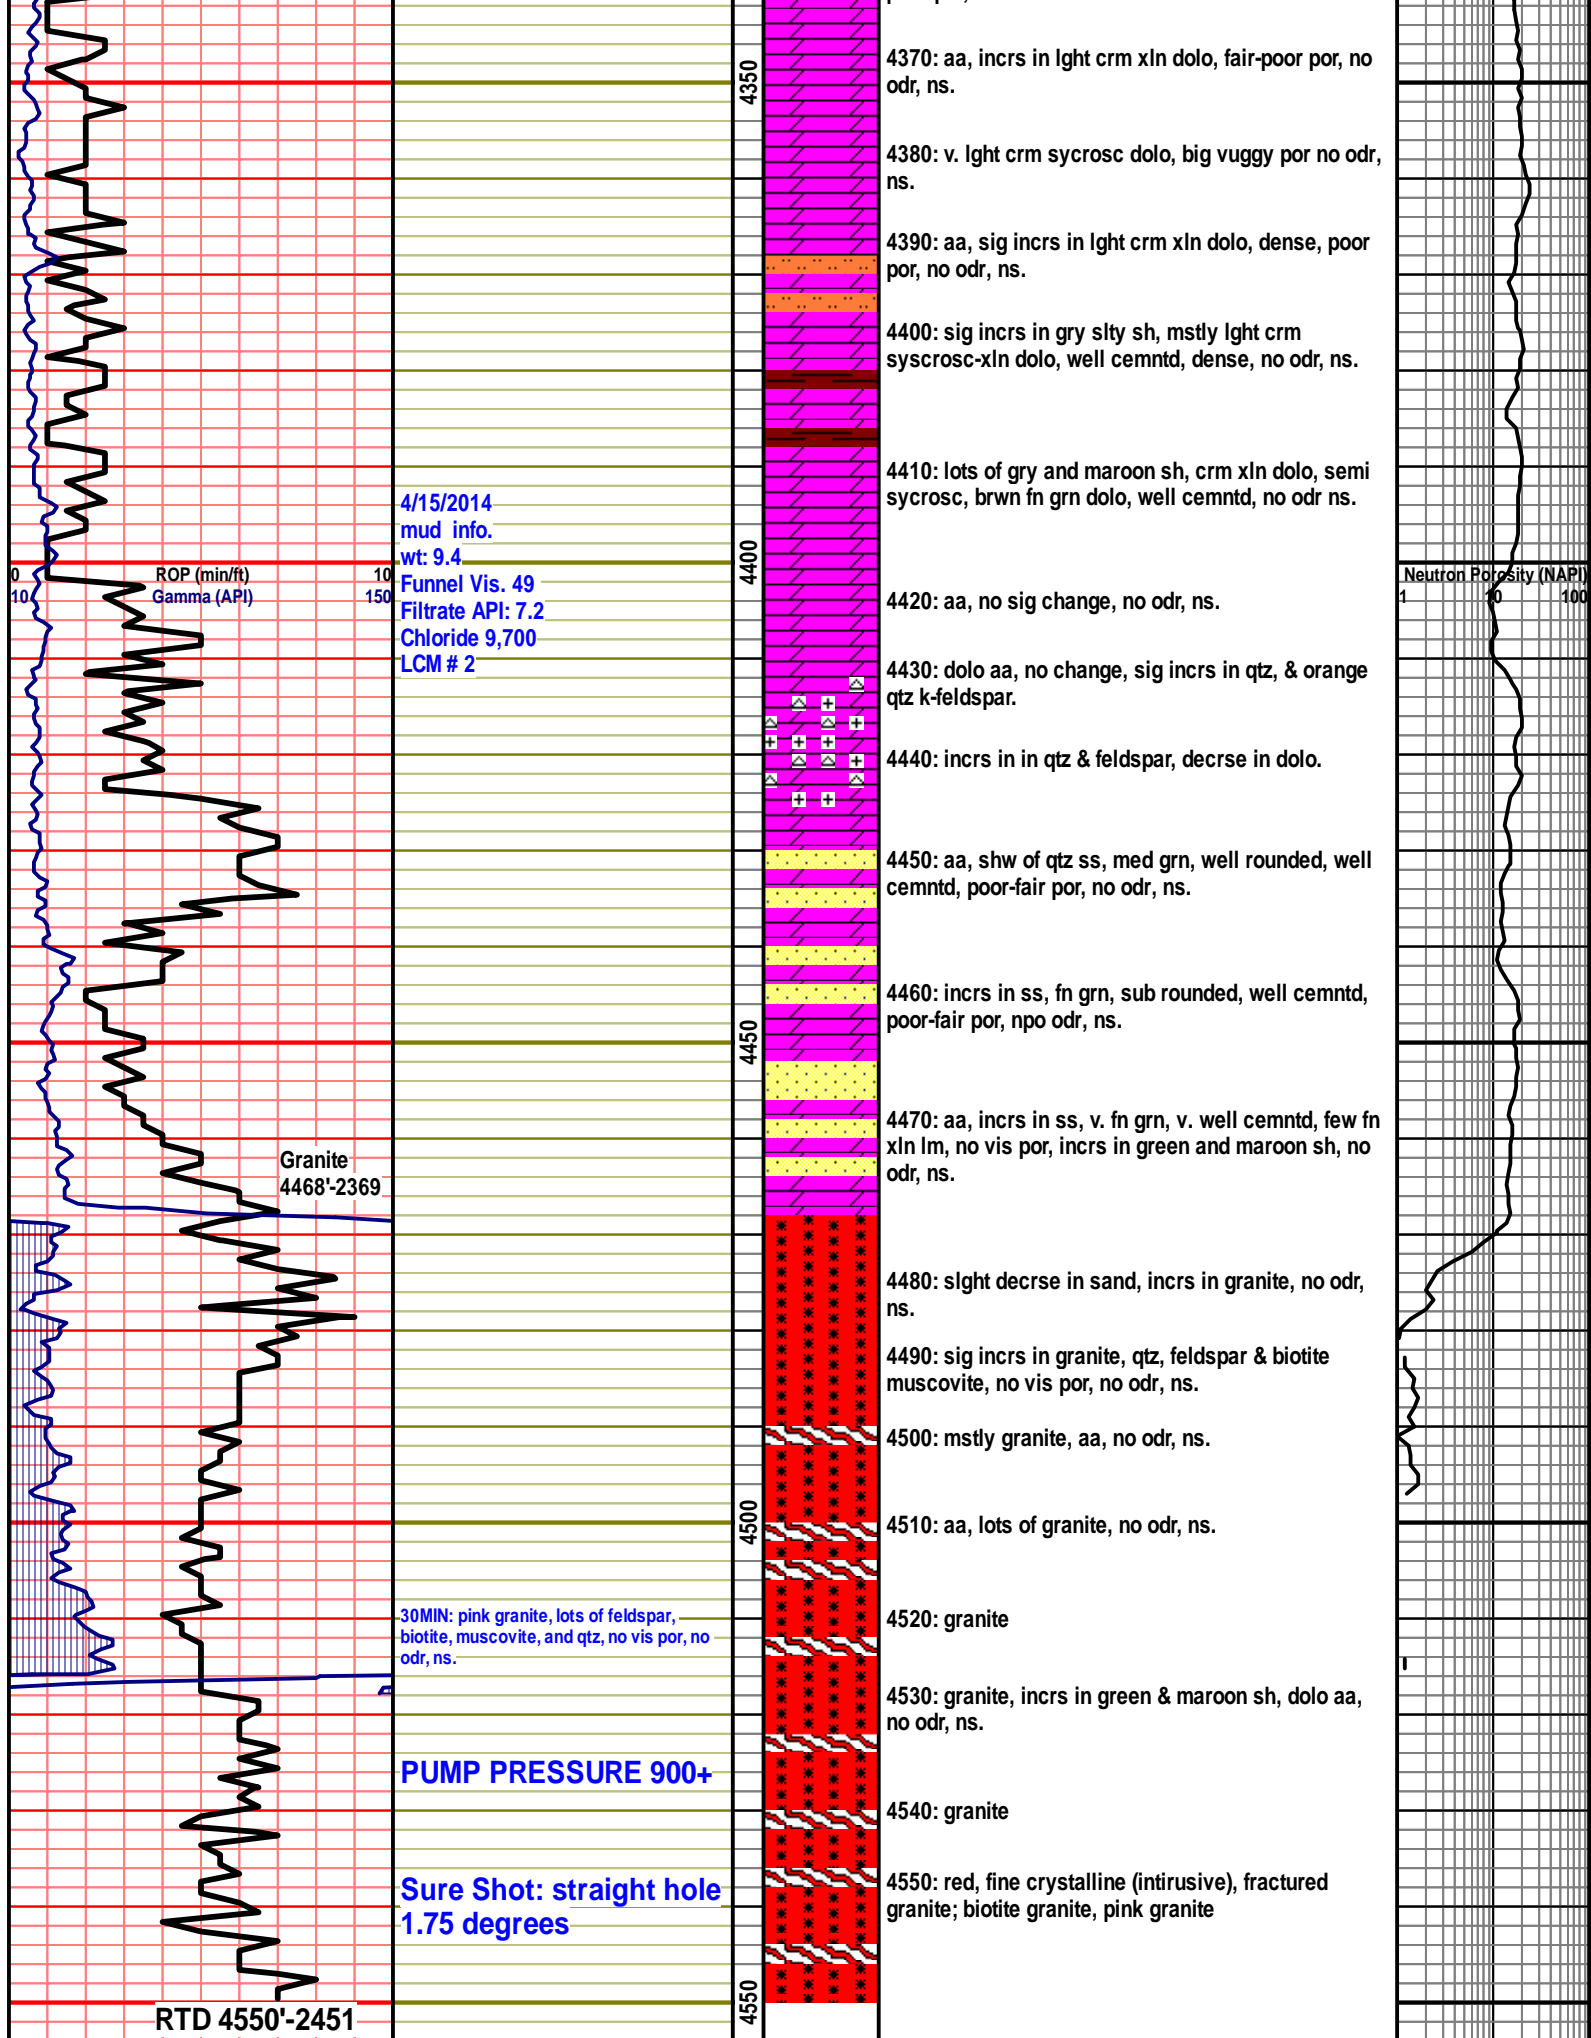 4350
4370: aa, incrs in lght crm xln dolo, fair-poor por, no
odr, ns.
4380: v. lght crm sycrosc dolo, big vuggy por no odr,
ns.
4390: aa, sig incrs in lght crm xln dolo, dense, poor
por, no odr, ns.
4400: sig incrs in gry slty sh, mstly lght crm
syscrosc-xln dolo, well cemntd, dense, no odr, ns.
4410: lots of gry and maroon sh, crm xln dolo, semi
sycrosc, brwn fn grn dolo, well cemntd, no odr ns.
4/15/2014
mud info.
wt: 9.4
Funnel Vis. 49
Filtrate API: 7.2
Chloride 9,700
LCM # 2
0 ROP (min/ft) 10
10 Gamma (API) 150
4400
Neutron Porosity (NAPI)
1 10 100
4420: aa, no sig change, no odr, ns.
4430: dolo aa, no change, sig incrs in qtz, & orange
qtz k-feldspar.
4440: incrs in in qtz & feldspar, decrse in dolo.
4450: aa, shw of qtz ss, med grn, well rounded, well
cemntd, poor-fair por, no odr, ns.
4460: incrs in ss, fn grn, sub rounded, well cemntd,
poor-fair por, npo odr, ns.
4450
4470: aa, incrs in ss, v. fn grn, v. well cemntd, few fn
xln lm, no vis por, incrs in green and maroon sh, no
odr, ns.
Granite
4468'-2369
4480: slght decrse in sand, incrs in granite, no odr,
ns.
4490: sig incrs in granite, qtz, feldspar & biotite
muscovite, no vis por, no odr, ns.
4500: mstly granite, aa, no odr, ns.
4500
4510: aa, lots of granite, no odr, ns.
30MIN: pink granite, lots of feldspar,
biotite, muscovite, and qtz, no vis por, no
odr, ns.
4520: granite
4530: granite, incrs in green & maroon sh, dolo aa,
no odr, ns.
PUMP PRESSURE 900+
4540: granite
Sure Shot: straight hole
1.75 degrees
4550: red, fine crystalline (intirusive), fractured
granite; biotite granite, pink granite
4550
RTD 4550'-2451